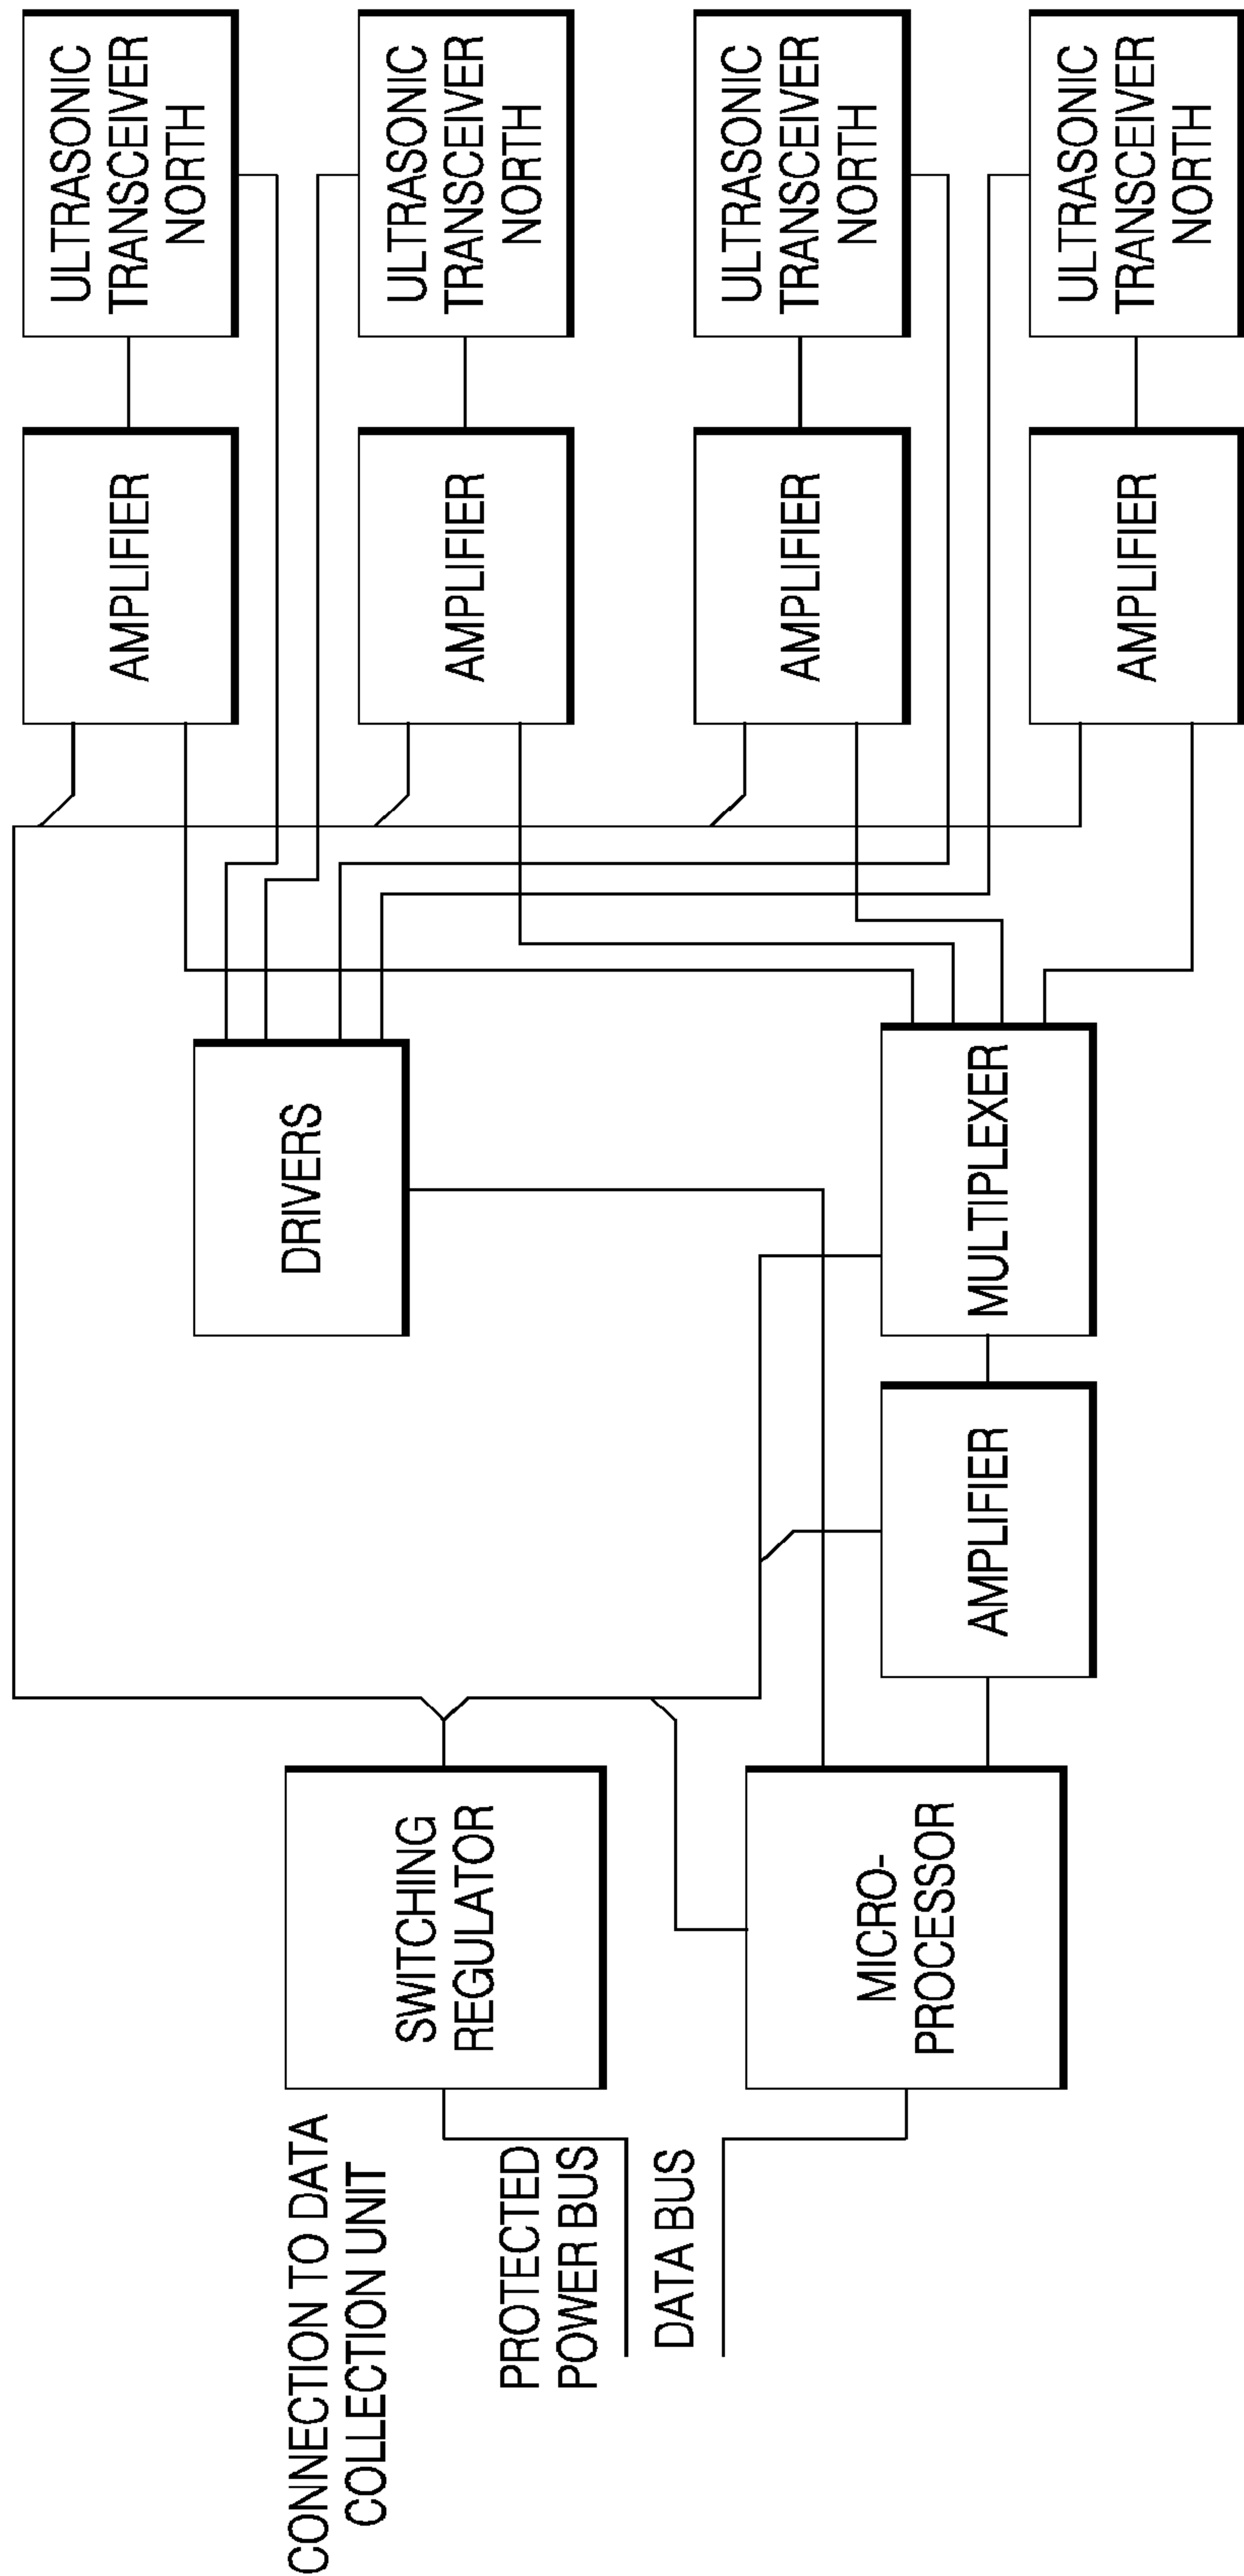 CONNECTION TO DATA
COLLECTION UNIT
PROTECTED
POWER BUS
DATA BUS
SWITCHING
REGULATOR
MICRO-
PROCESSOR
DRIVERS
AMPLIFIER
MULTIPLEXER
AMPLIFIER
ULTRASONIC
TRANSCEIVER
NORTH
AMPLIFIER
ULTRASONIC
TRANSCEIVER
NORTH
AMPLIFIER
ULTRASONIC
TRANSCEIVER
NORTH
AMPLIFIER
ULTRASONIC
TRANSCEIVER
NORTH